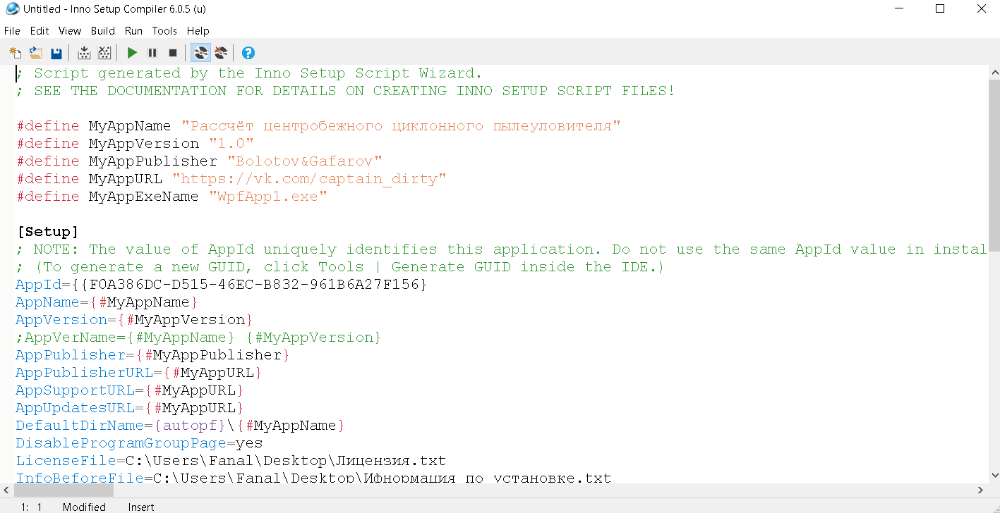 Untitled - Inno Setup Compiler 6.0.5 (u)
File Edit View Build Run Tools Help
; Script generated by the Inno Setup Script Wizard.
; SEE THE DOCUMENTATION FOR DETAILS ON CREATING INNO SETUP SCRIPT FILES!
#define MyAppName "Рассчёт центробежного циклонного пылеуловителя"
#define MyAppVersion "1.0"
#define MyAppPublisher "Bolotov&Gafarov"
#define MyAppURL "https://vk.com/captain_dirty"
#define MyAppExeName "WpfApp1.exe"
[Setup]
; NOTE: The value of AppId uniquely identifies this application. Do not use the same AppId value in instal
; (To generate a new GUID, click Tools | Generate GUID inside the IDE.)
AppId={{F0A386DC-D515-46EC-B832-961B6A27F156}
AppName={#MyAppName}
AppVersion={#MyAppVersion}
;AppVerName={#MyAppName} {#MyAppVersion}
AppPublisher={#MyAppPublisher}
AppPublisherURL={#MyAppURL}
AppSupportURL={#MyAppURL}
AppUpdatesURL={#MyAppURL}
DefaultDirName={autopf}\{#MyAppName}
DisableProgramGroupPage=yes
LicenseFile=C:\Users\Fanal\Desktop\Лицензия.txt
InfoBeforeFile=C:\Users\Fanal\Desktop\Ифнормация по установке.txt
1: 1 Modified Insert